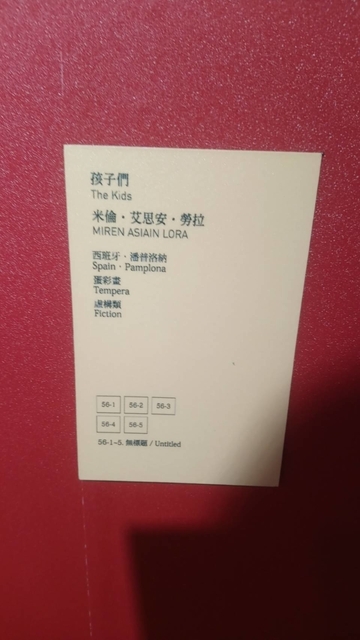 孩子們
The Kids
米倫・艾思安・勞拉
MIREN ASIAIN LORA
西班牙・潘普洛納
Spain・Pamplona
蛋彩畫
Tempera
虛構類
Fiction
56-1 56-2 56-3
56-4 56-5
56-1~5. 無標題 / Untitled